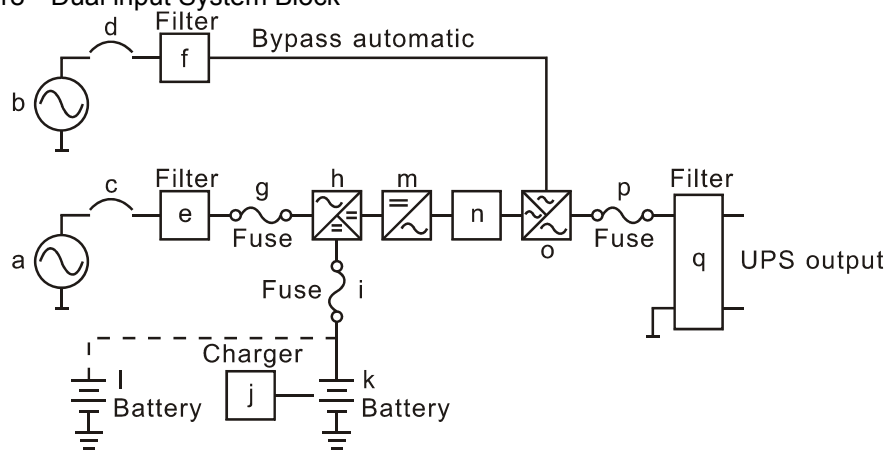 Dual Input System Block
d
Filter
f
Bypass automatic
b
c
Filter
e
g
Fuse
h
m
n
o
p
Fuse
Filter
q
a
UPS output
Fuse
i
Charger
j
l
Battery
k
Battery